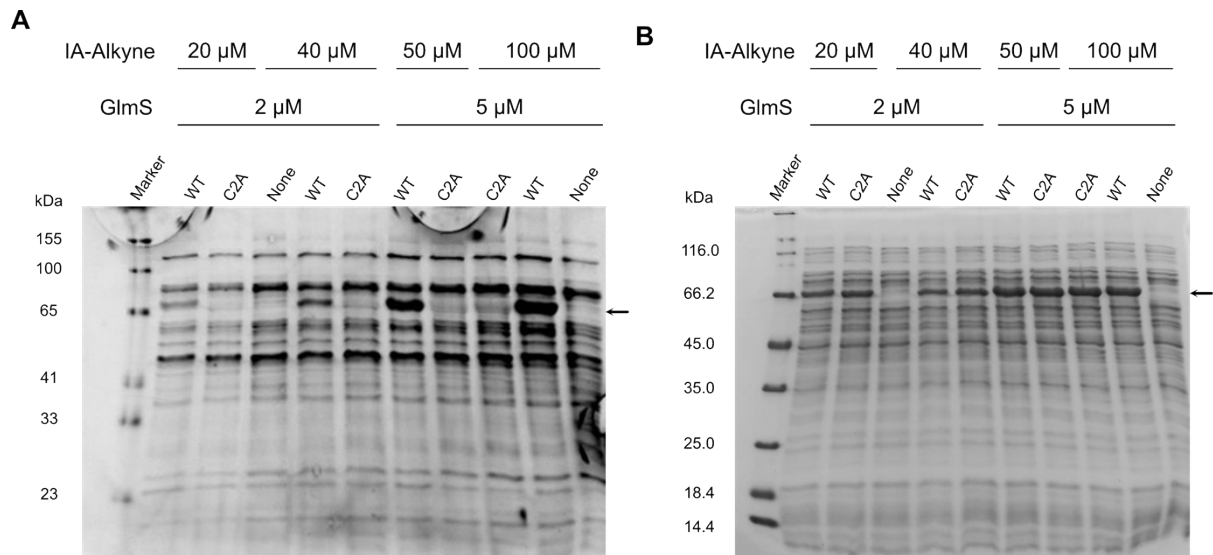 A
IA-Alkyne 20 µM 40 µM 50 µM 100 µM
GlmS 2 µM 5 µM
kDa Marker WT C2A None WT C2A WT C2A C2A WT None
155
100
65
41
33
23
B
IA-Alkyne 20 µM 40 µM 50 µM 100 µM
GlmS 2 µM 5 µM
kDa Marker WT C2A None WT C2A WT C2A C2A WT None
116.0
66.2
45.0
35.0
25.0
18.4
14.4